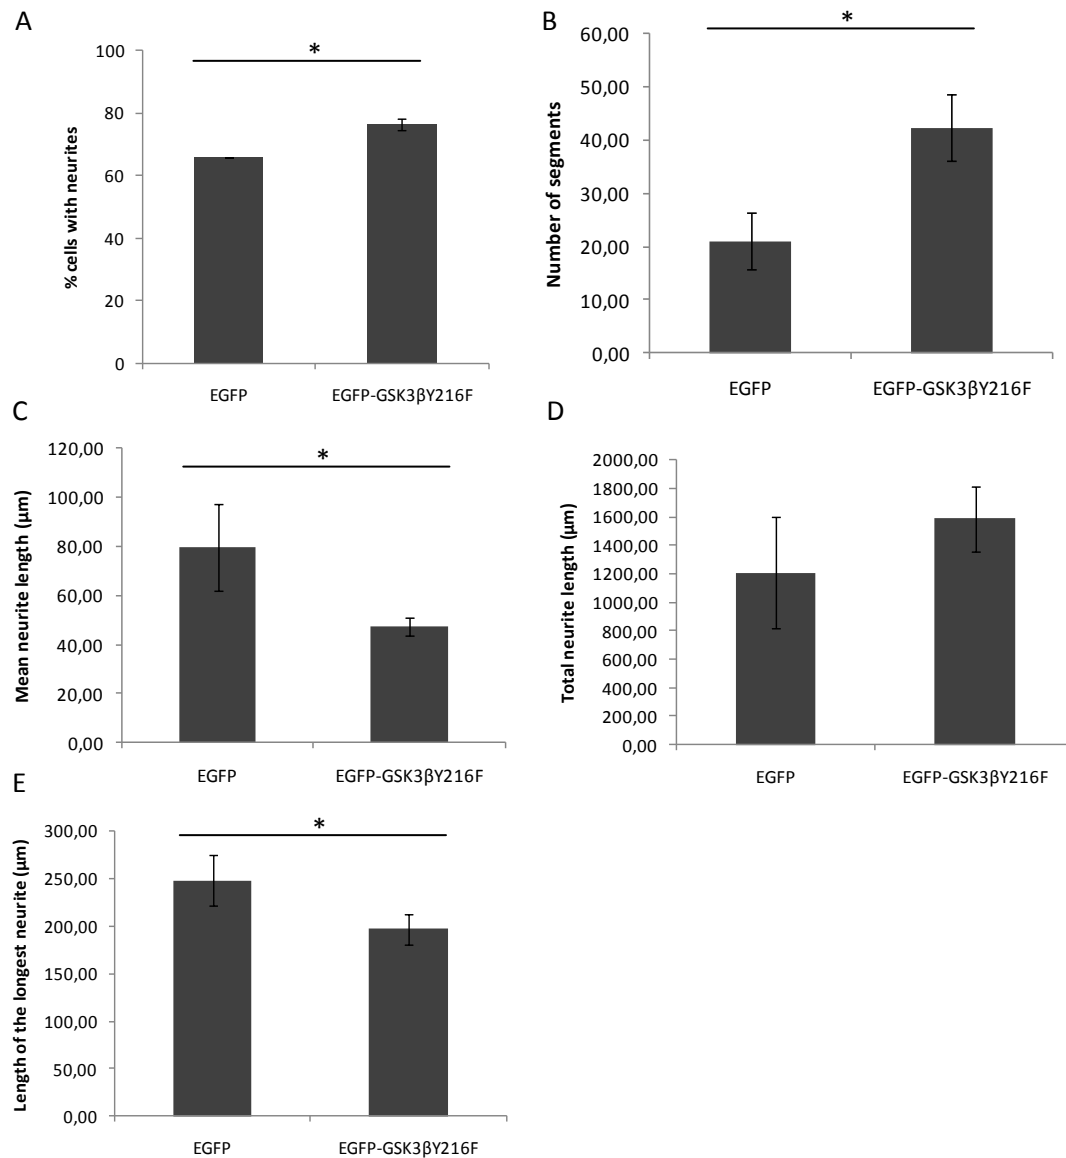 A
% cells with neurites
100
80
60
40
20
0
*
EGFP
EGFP-GSK3βY216F
B
Number of segments
60,00
50,00
40,00
30,00
20,00
10,00
0,00
*
EGFP
EGFP-GSK3βY216F
C
Mean neurite length (µm)
120,00
100,00
80,00
60,00
40,00
20,00
0,00
*
EGFP
EGFP-GSK3βY216F
D
Total neurite length (µm)
2000,00
1800,00
1600,00
1400,00
1200,00
1000,00
800,00
600,00
400,00
200,00
0,00
EGFP
EGFP-GSK3βY216F
E
Length of the longest neurite (µm)
300,00
250,00
200,00
150,00
100,00
50,00
0,00
*
EGFP
EGFP-GSK3βY216F